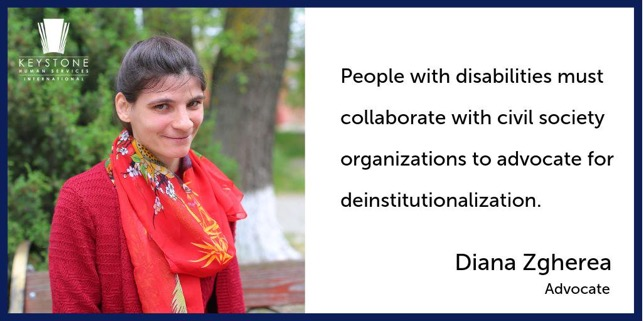 KEYSTONE
HUMAN SERVICES
INTERNATIONAL
People with disabilities must
collaborate with civil society
organizations to advocate for
deinstitutionalization.
Diana Zgherea
Advocate